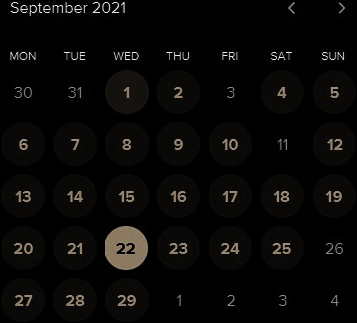 September 2021
MON TUE WED THU FRI SAT SUN
30 31 1 2 3 4 5
6 7 8 9 10 11 12
13 14 15 16 17 18 19
20 21 22 23 24 25 26
27 28 29 1 2 3 4